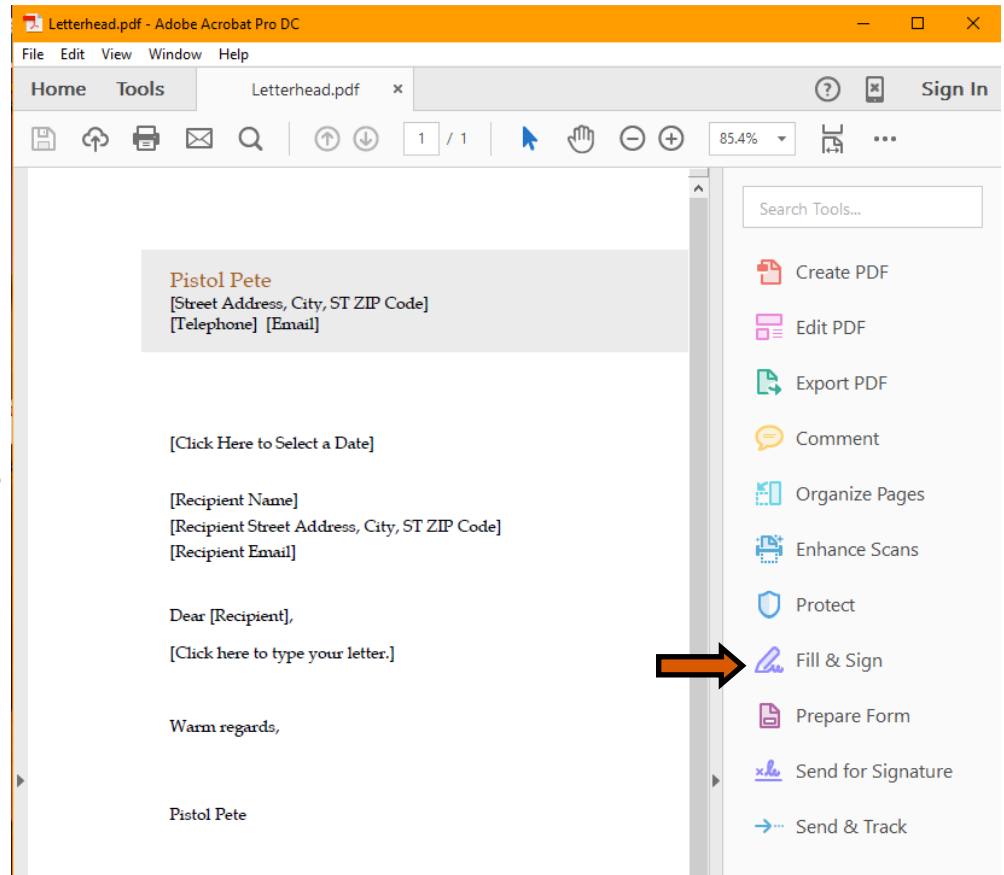 Letterhead.pdf - Adobe Acrobat Pro DC
File Edit View Window Help
Home Tools Letterhead.pdf × ? Sign In
1 / 1 85.4%
Search Tools...
Pistol Pete
[Street Address, City, ST ZIP Code]
[Telephone] [Email]
[Click Here to Select a Date]
[Recipient Name]
[Recipient Street Address, City, ST ZIP Code]
[Recipient Email]
Dear [Recipient],
[Click here to type your letter.]
Warm regards,
Pistol Pete
Create PDF
Edit PDF
Export PDF
Comment
Organize Pages
Enhance Scans
Protect
Fill & Sign
Prepare Form
Send for Signature
Send & Track